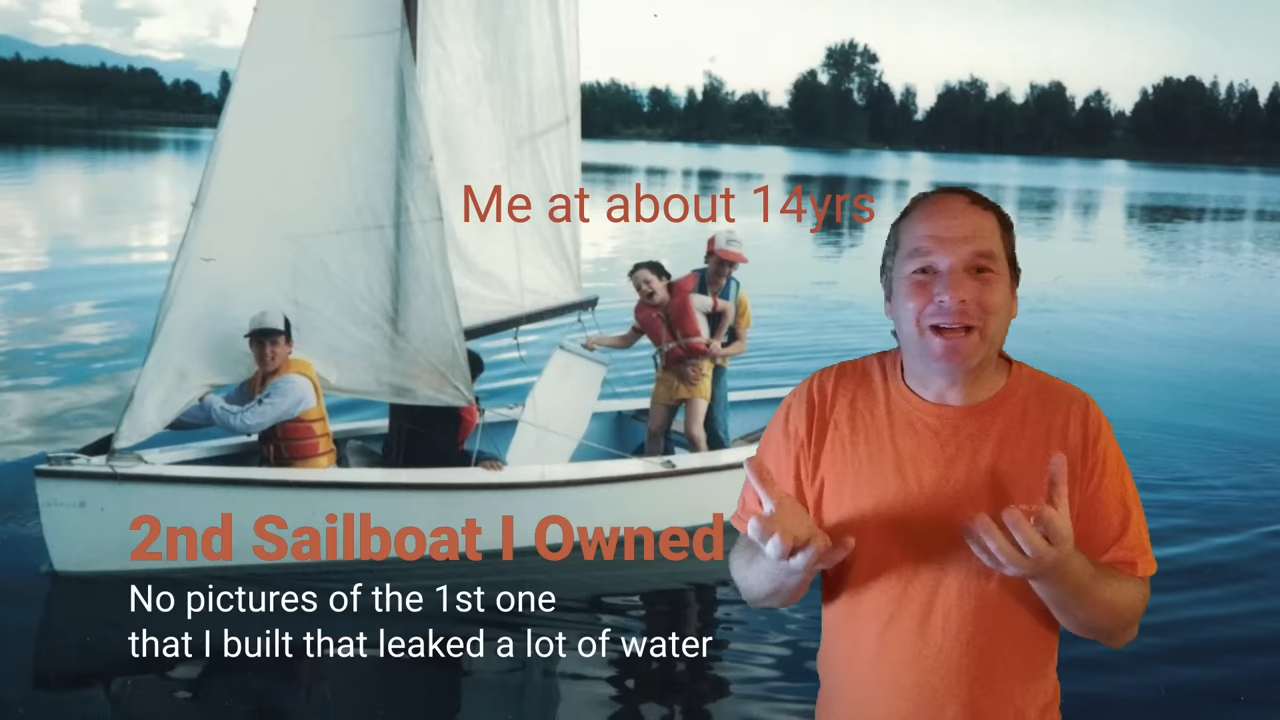 Me at about 14yrs
2nd Sailboat I Owned
No pictures of the 1st one
that I built that leaked a lot of water